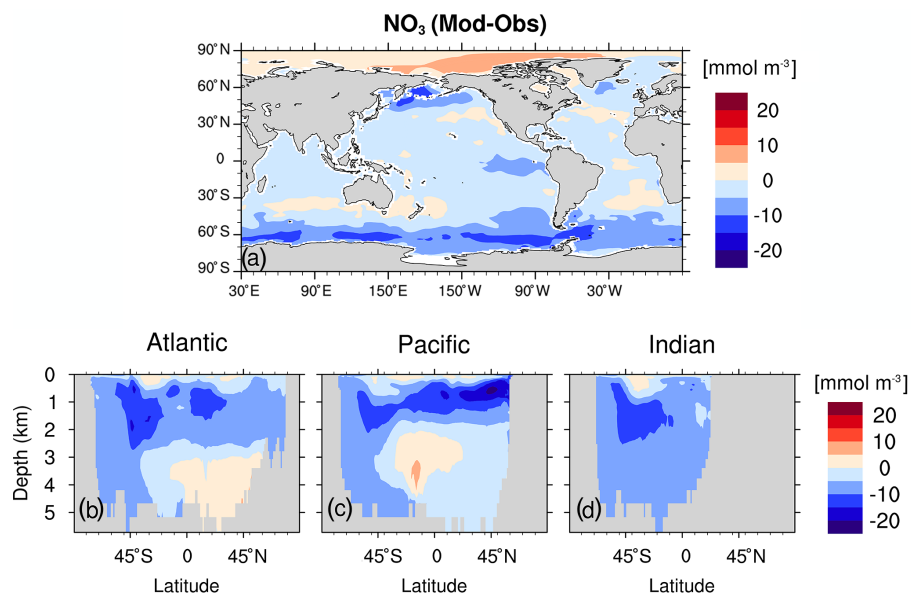 NO₃ (Mod-Obs)
[mmol m⁻³]
90°N
60°N
30°N
0
30°S
60°S
90°S
(a)
30°E 90°E 150°E 150°W 90°W 30°W
20
10
0
-10
-20
Atlantic Pacific Indian
[mmol m⁻³]
0
1
2
3
4
5
Depth (km)
(b) (c) (d)
20
10
0
-10
-20
45°S 0 45°N 45°S 0 45°N 45°S 0 45°N
Latitude Latitude Latitude